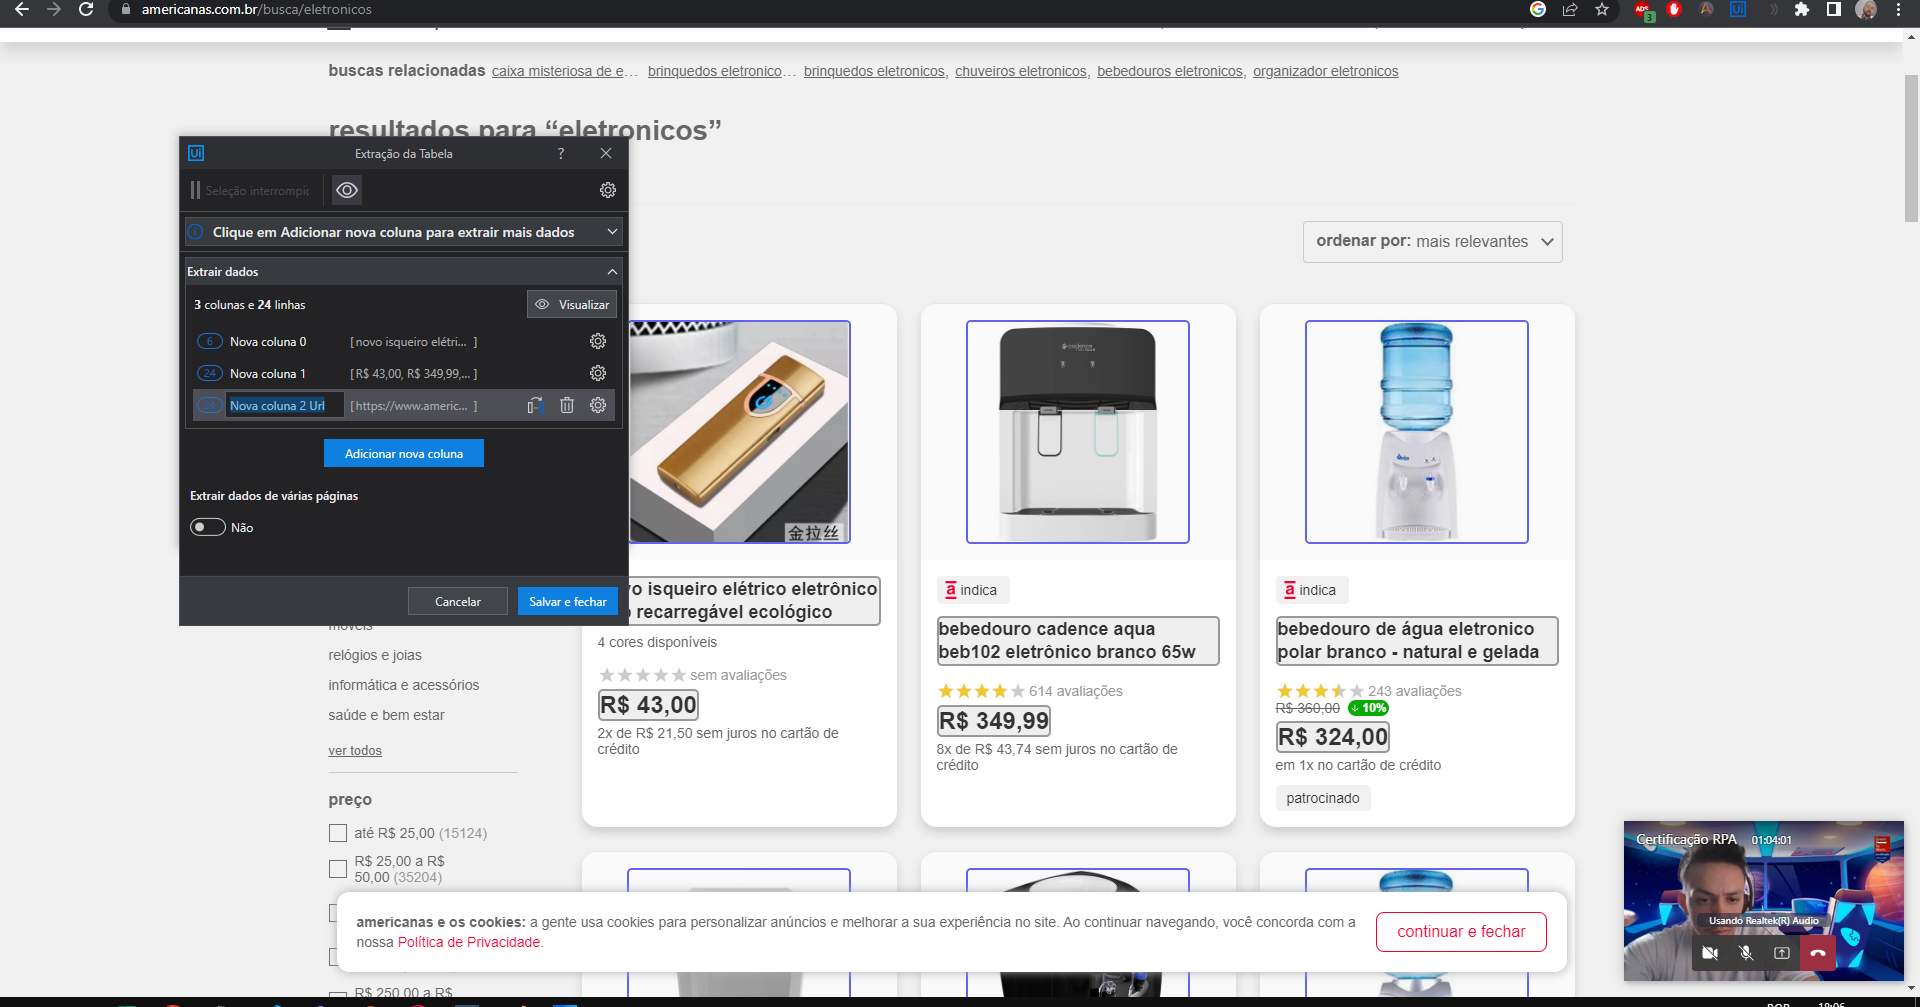 americanas.com.br/busca/eletronicos
buscas relacionadas caixa misteriosa de e... brinquedos eletronico... brinquedos eletronicos, chuveiros eletronicos, bebedouros eletronicos, organizador eletronicos
resultados para “eletronicos”
Ui
Extração da Tabela
?
Seleção interrompic
Clique em Adicionar nova coluna para extrair mais dados
Extrair dados
3 colunas e 24 linhas
Visualizar
6 Nova coluna 0 [ novo isqueiro elétri... ]
24 Nova coluna 1 [ R$ 43,00, R$ 349,99,... ]
24 Nova coluna 2 Url [ https://www.americ... ]
Adicionar nova coluna
Extrair dados de várias páginas
Não
Cancelar
Salvar e fechar
ordenar por: mais relevantes
móveis
relógios e joias
informática e acessórios
saúde e bem estar
ver todos
preço
até R$ 25,00 (15124)
R$ 25,00 a R$
50,00 (35204)
R$ 250,00 a R$
cadence
金拉丝
vo isqueiro elétrico eletrônico
recarregável ecológico
4 cores disponíveis
sem avaliações
R$ 43,00
2x de R$ 21,50 sem juros no cartão de
crédito
a indica
bebedouro cadence aqua
beb102 eletrônico branco 65w
614 avaliações
R$ 349,99
8x de R$ 43,74 sem juros no cartão de
crédito
a indica
bebedouro de água eletronico
polar branco - natural e gelada
243 avaliações
R$ 360,00 10%
R$ 324,00
em 1x no cartão de crédito
patrocinado
americanas e os cookies: a gente usa cookies para personalizar anúncios e melhorar a sua experiência no site. Ao continuar navegando, você concorda com a
nossa Política de Privacidade.
continuar e fechar
Certificação RPA 01:04:01
Usando Realtek(R) Audio